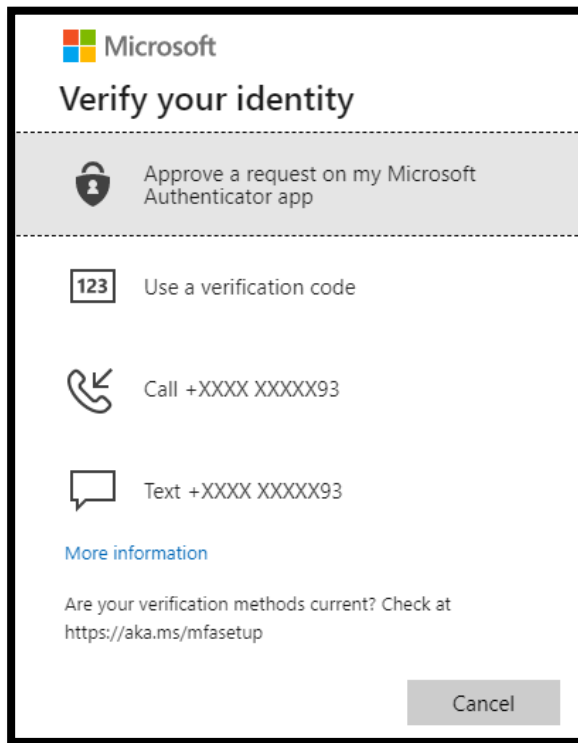 Microsoft
Verify your identity
Approve a request on my Microsoft
Authenticator app
123
Use a verification code
Call +XXXX XXXXX93
Text +XXXX XXXXX93
More information
Are your verification methods current? Check at
https://aka.ms/mfasetup
Cancel